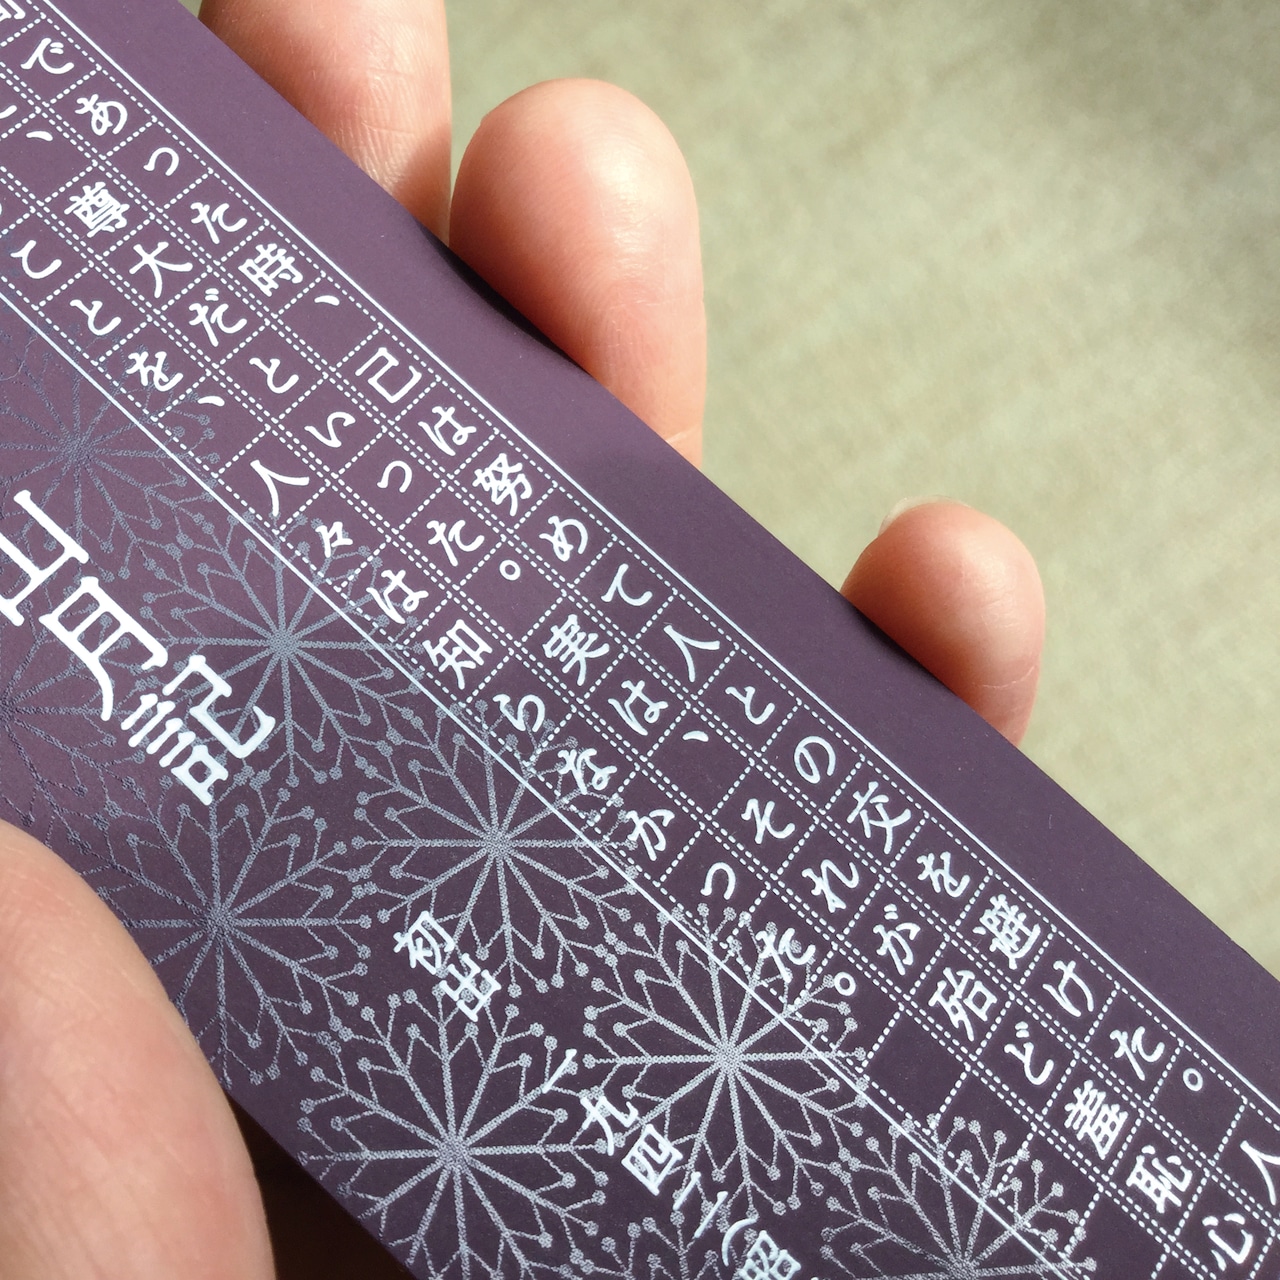 であった時、己は努めて人との交を避けた。人
、尊大だといった。実は、それが殆ど羞恥心
ことを、人々は知らなかった。
山月記
初出 一九四二（昭